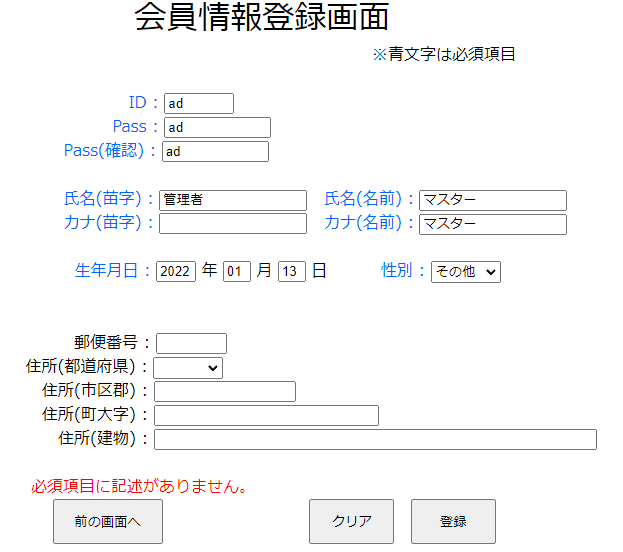 会員情報登録画面
※青文字は必須項目
ID : ad
Pass : ad
Pass(確認) : ad
氏名(苗字) : 管理者 氏名(名前) : マスター
カナ(苗字) : カナ(名前) : マスター
生年月日 : 2022 年 01 月 13 日 性別 : その他
郵便番号 :
住所(都道府県) :
住所(市区郡) :
住所(町大字) :
住所(建物) :
必須項目に記述がありません。
前の画面へ クリア 登録